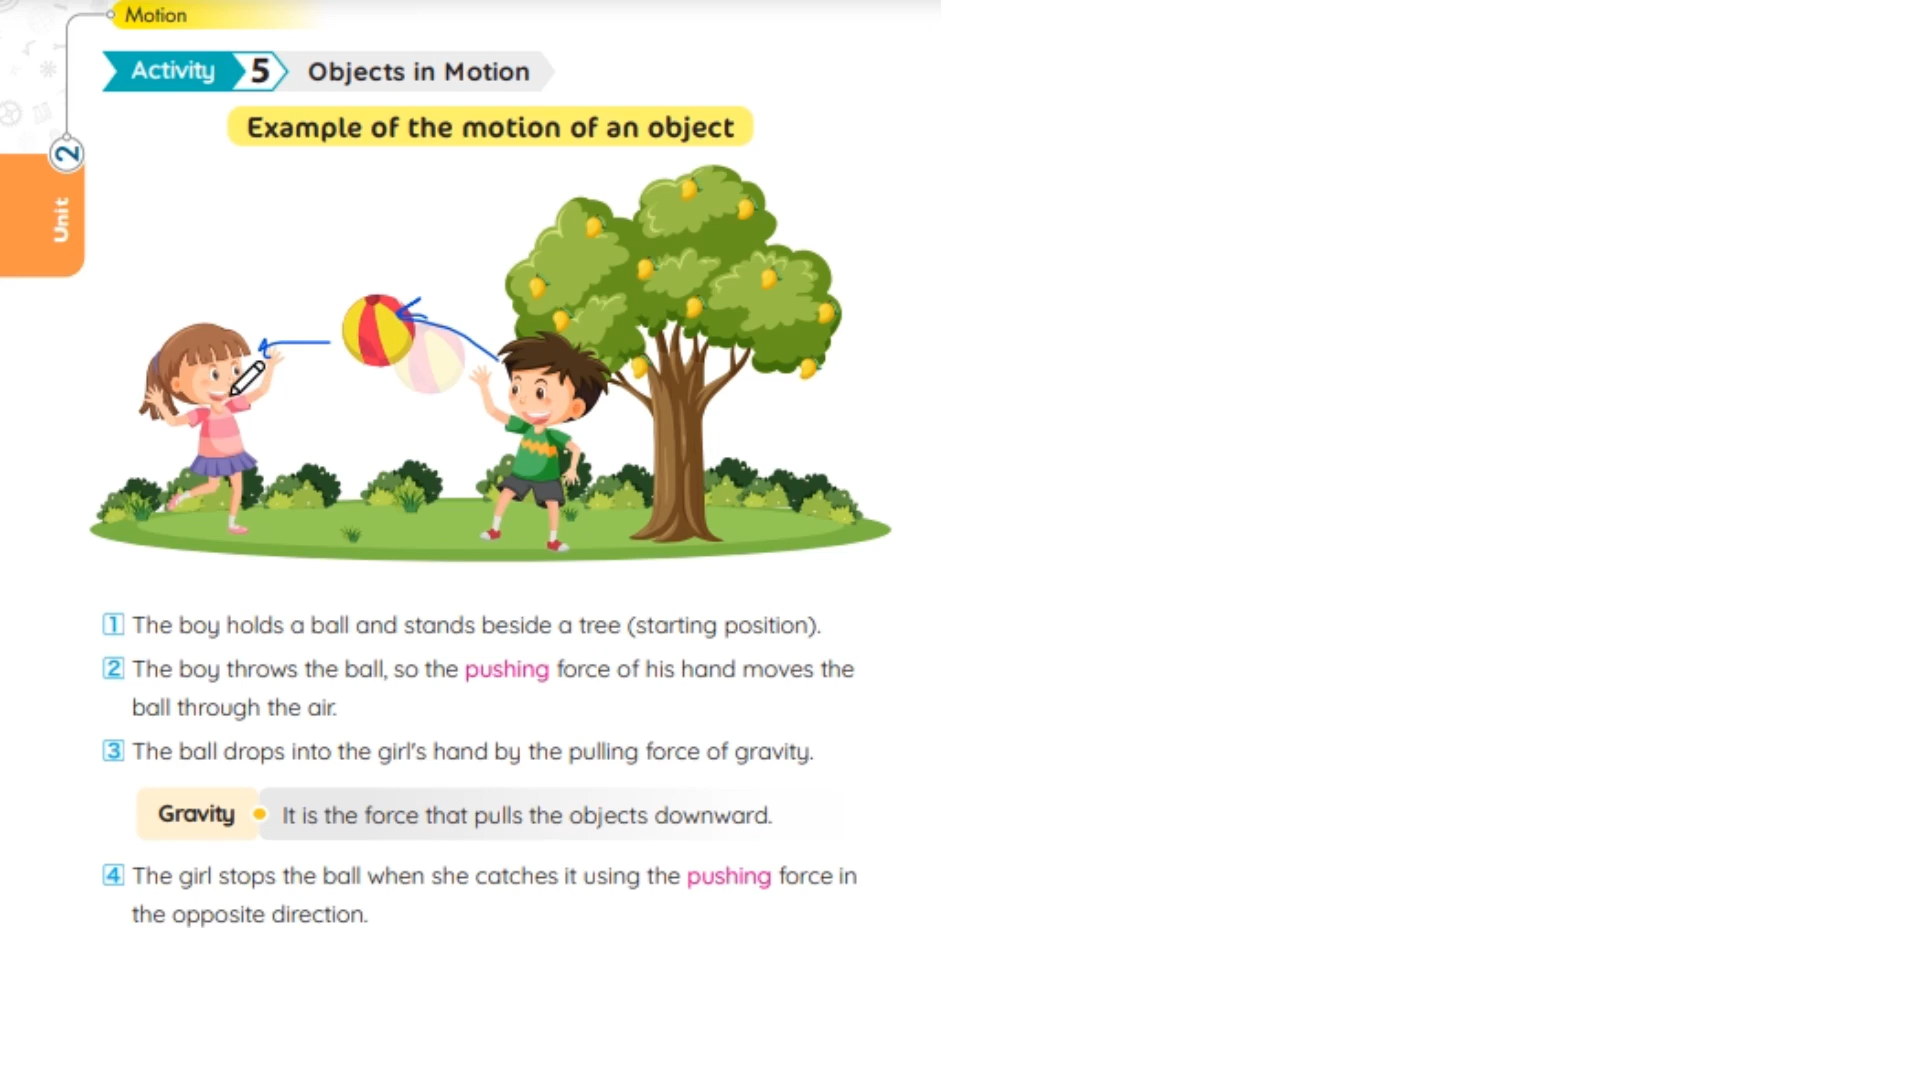 Motion
Activity 5 Objects in Motion
Example of the motion of an object
2
Unit
1 The boy holds a ball and stands beside a tree (starting position).
2 The boy throws the ball, so the pushing force of his hand moves the
ball through the air.
3 The ball drops into the girl's hand by the pulling force of gravity.
Gravity It is the force that pulls the objects downward.
4 The girl stops the ball when she catches it using the pushing force in
the opposite direction.